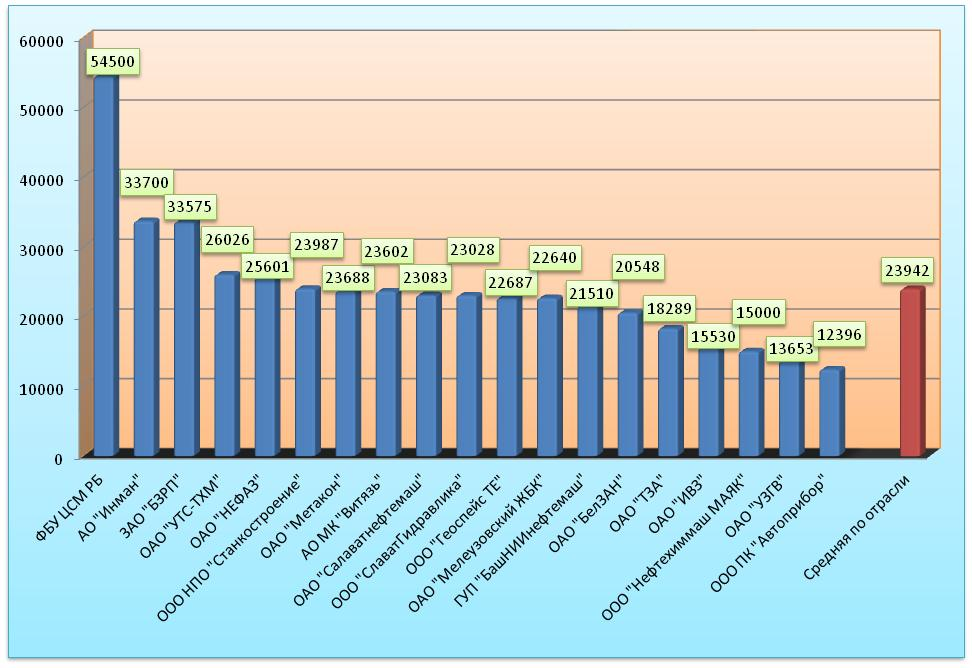 60000
50000
40000
30000
20000
10000
0
54500
33700
33575
26026
25601
23987
23688
23602
23083
23028
22687
22640
21510
20548
18289
15530
15000
13653
12396
23942
ФБУ ЦСМ РБ
АО "Инман"
ЗАО "БЗРП"
ОАО "УТС-ТХМ"
ОАО "НЕФАЗ"
ООО НПО "Станкостроение"
ОАО "Метакон"
АО МК "Витязь"
ОАО "Салаватнефтемаш"
ООО "СлаватГидравлика"
ООО "Геоспейс ТЕ"
ОАО "Мелеузовский ЖБК"
ГУП "БашНИИнефтемаш"
ОАО "БелЗАН"
ОАО "ТЗА"
ОАО "ИВЗ"
ООО "Нефтехиммаш МАЯК"
ОАО "УЗГВ"
ООО ПК "Автоприбор"
Средняя по отрасли